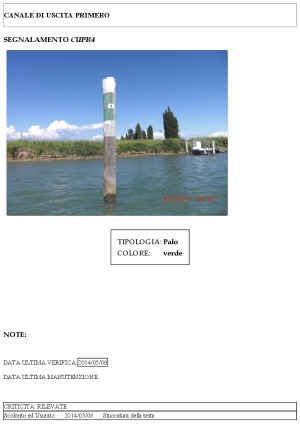 CANALE DI USCITA PRIMERO
SEGNALAMENTO CUPR4
TIPOLOGIA: Palo
COLORE: verde
NOTE:
DATA ULTIMA VERIFICA 2014/05/08
DATA ULTIMA MANUTENZIONE
CRITICITA' RILEVATE
Scolorito ed Usurato 2014/05/08 Stuccatura della testa